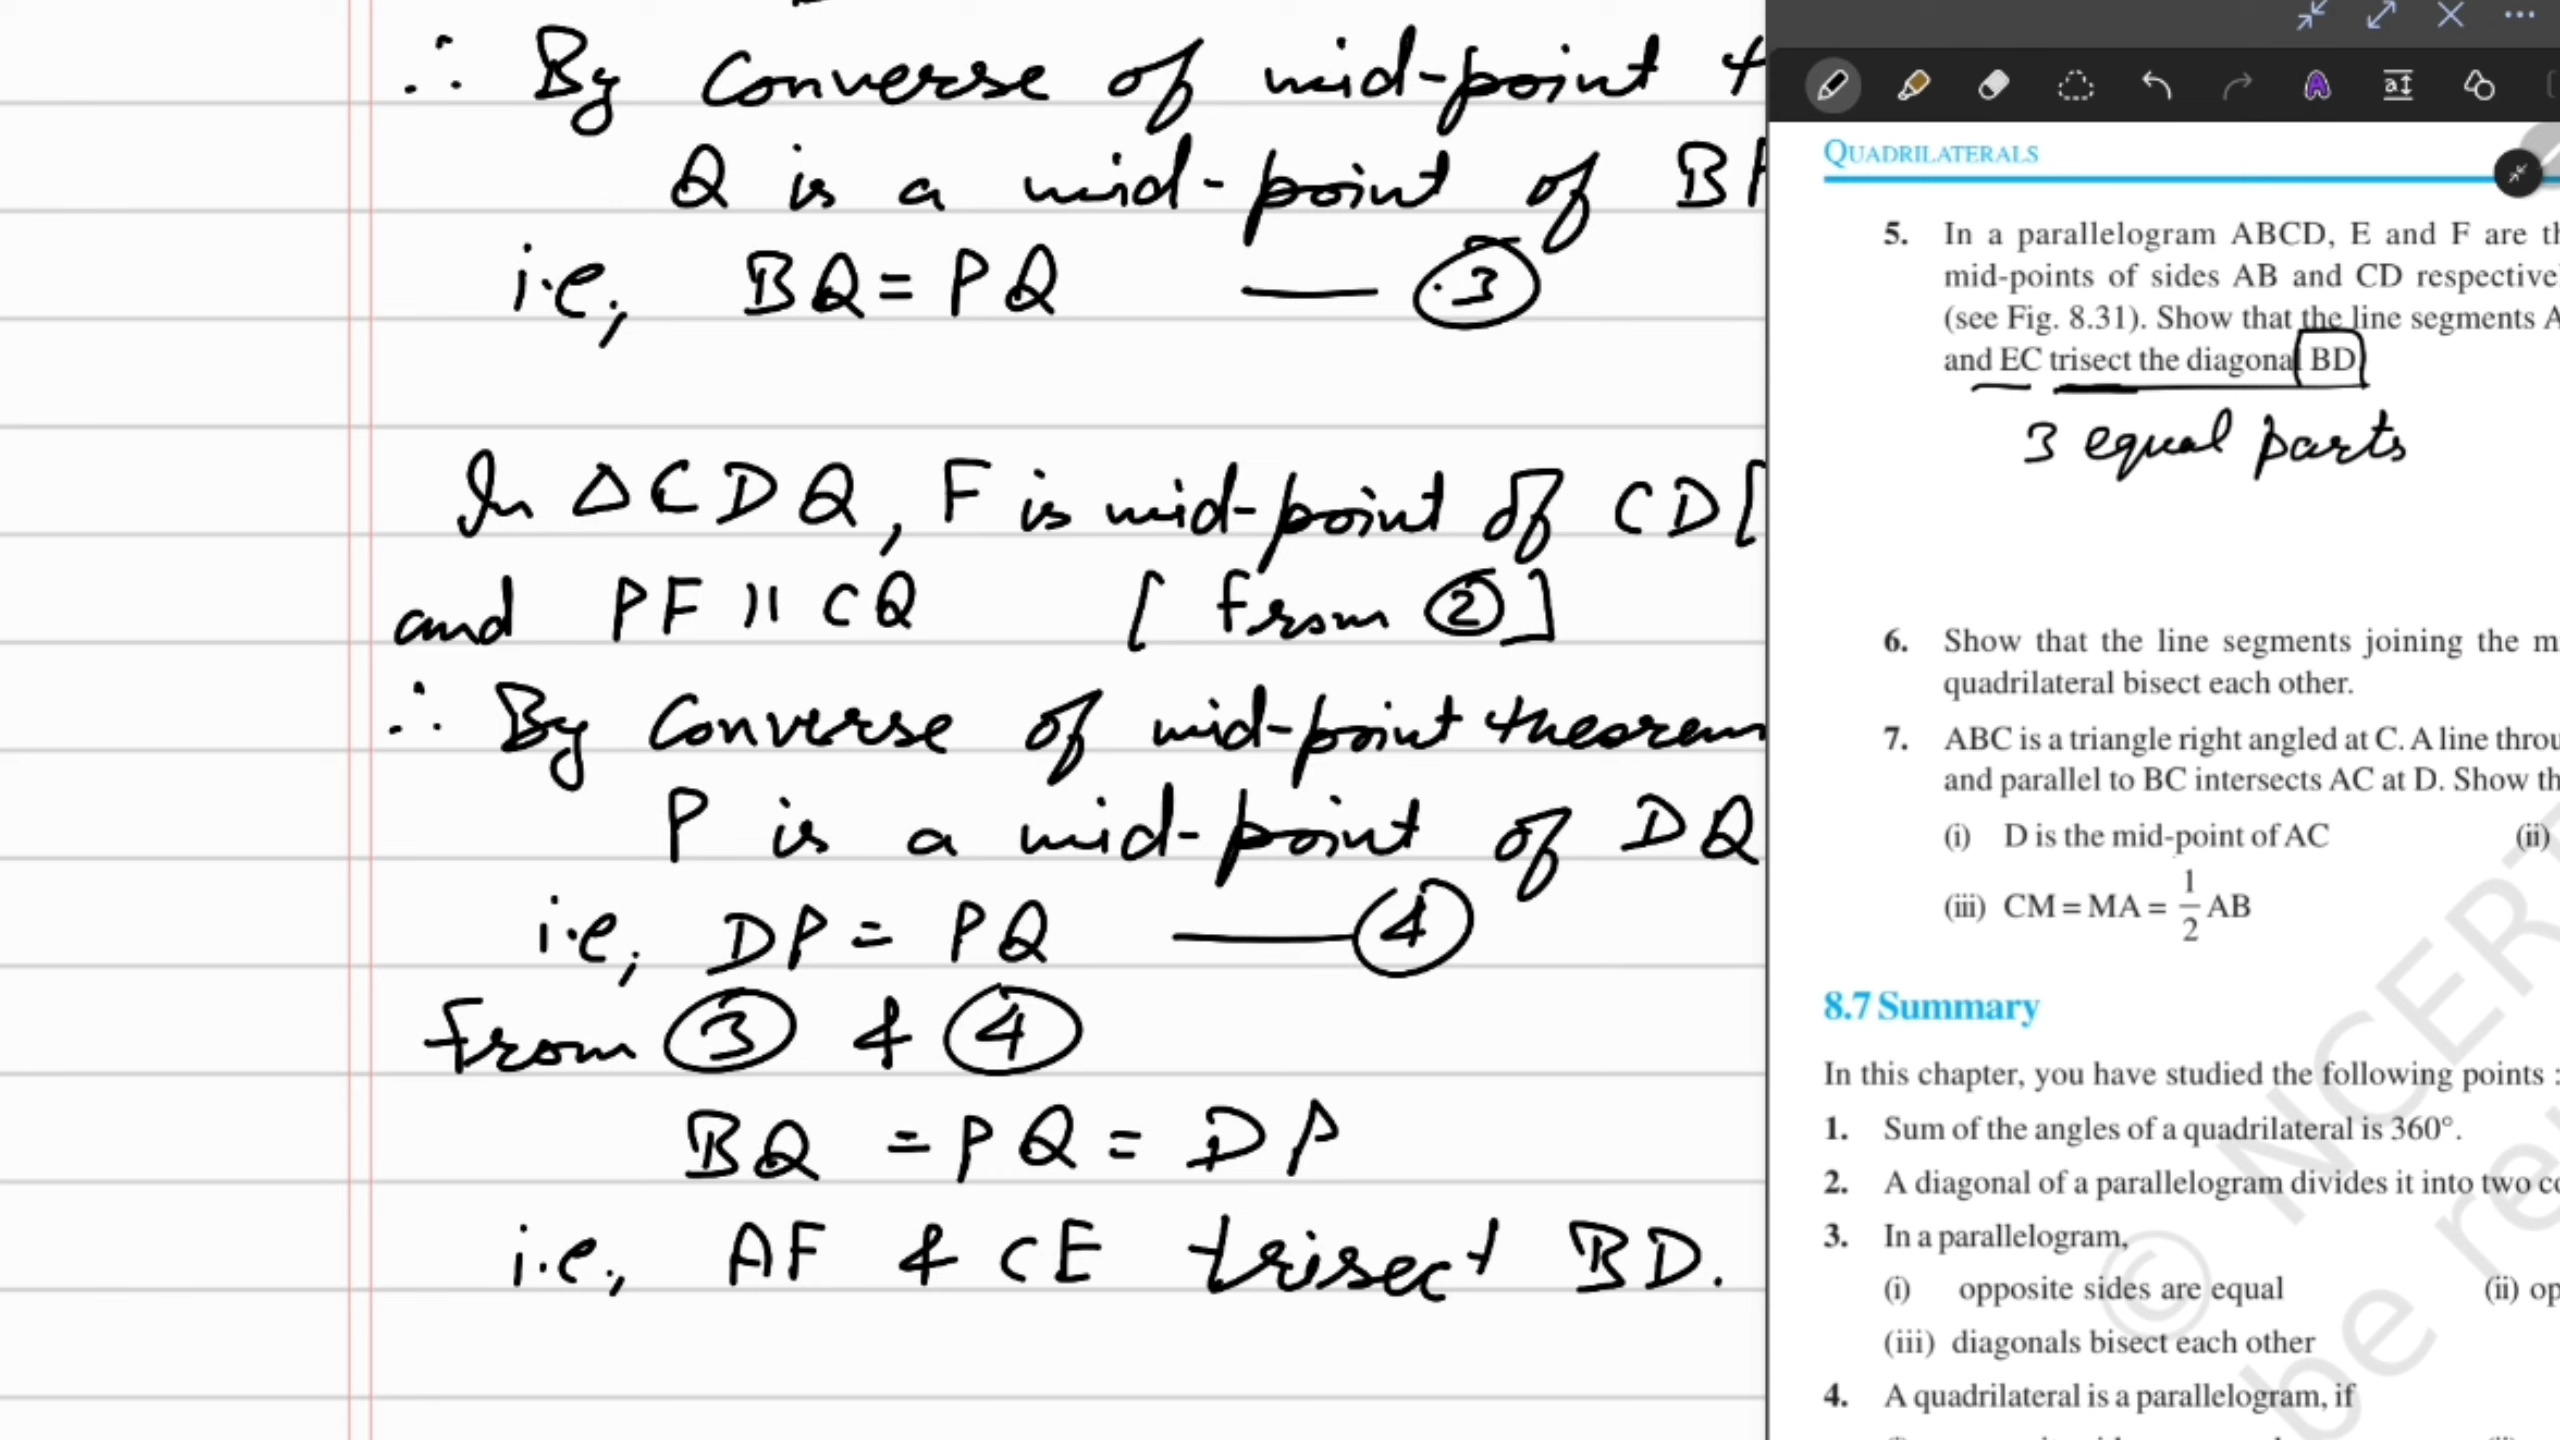 ∴ By Converse of mid-point
Q is a mid-point of
i.e, BQ = PQ — ③
In △CDQ, F is mid-point of CD [
and PF || CQ [from ②]
∴ By Converse of mid-point theorem
P is a mid-point of DQ
i.e, DP = PQ — ④
from ③ & ④
BQ = PQ = DP
i.e., AF & CE trisect BD.
QUADRILATERALS
5. In a parallelogram ABCD, E and F are
mid-points of sides AB and CD
(see Fig. 8.31). Show that the line segments
and EC trisect the diagonal BD
3 equal parts
6. Show that the line segments joining the
quadrilateral bisect each other.
7. ABC is a triangle right angled at C. A line
and parallel to BC intersects AC at D. Show
(i) D is the mid-point of AC (ii)
(iii) CM = MA = 1/2 AB
8.7 Summary
In this chapter, you have studied the following points :
1. Sum of the angles of a quadrilateral is 360°.
2. A diagonal of a parallelogram divides it into two
3. In a parallelogram,
(i) opposite sides are equal (ii)
(iii) diagonals bisect each other
4. A quadrilateral is a parallelogram, if
© NCERT
be